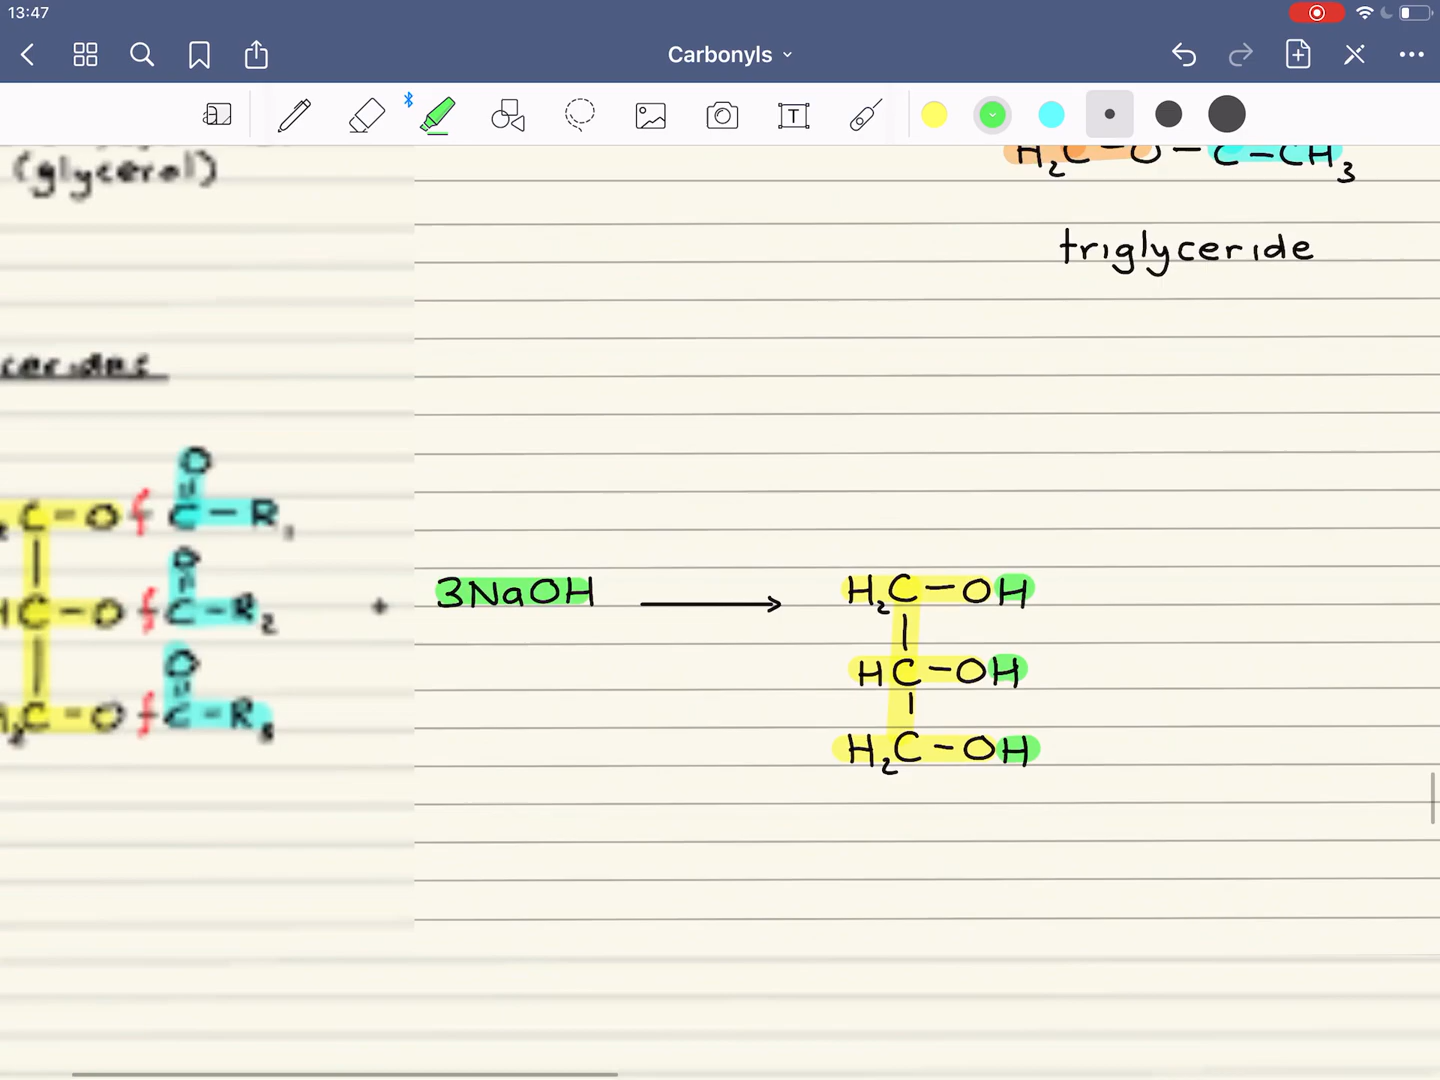 13:47
Carbonyls
T
(glycerol)
H₂C-O-C-CH₃
triglyceride
cerides
O
C-O C-R₁
O
HC-O C-R₂ + 3NaOH → H₂C-OH
HC-OH
O
H₂C-O C-R₃
H₂C-OH